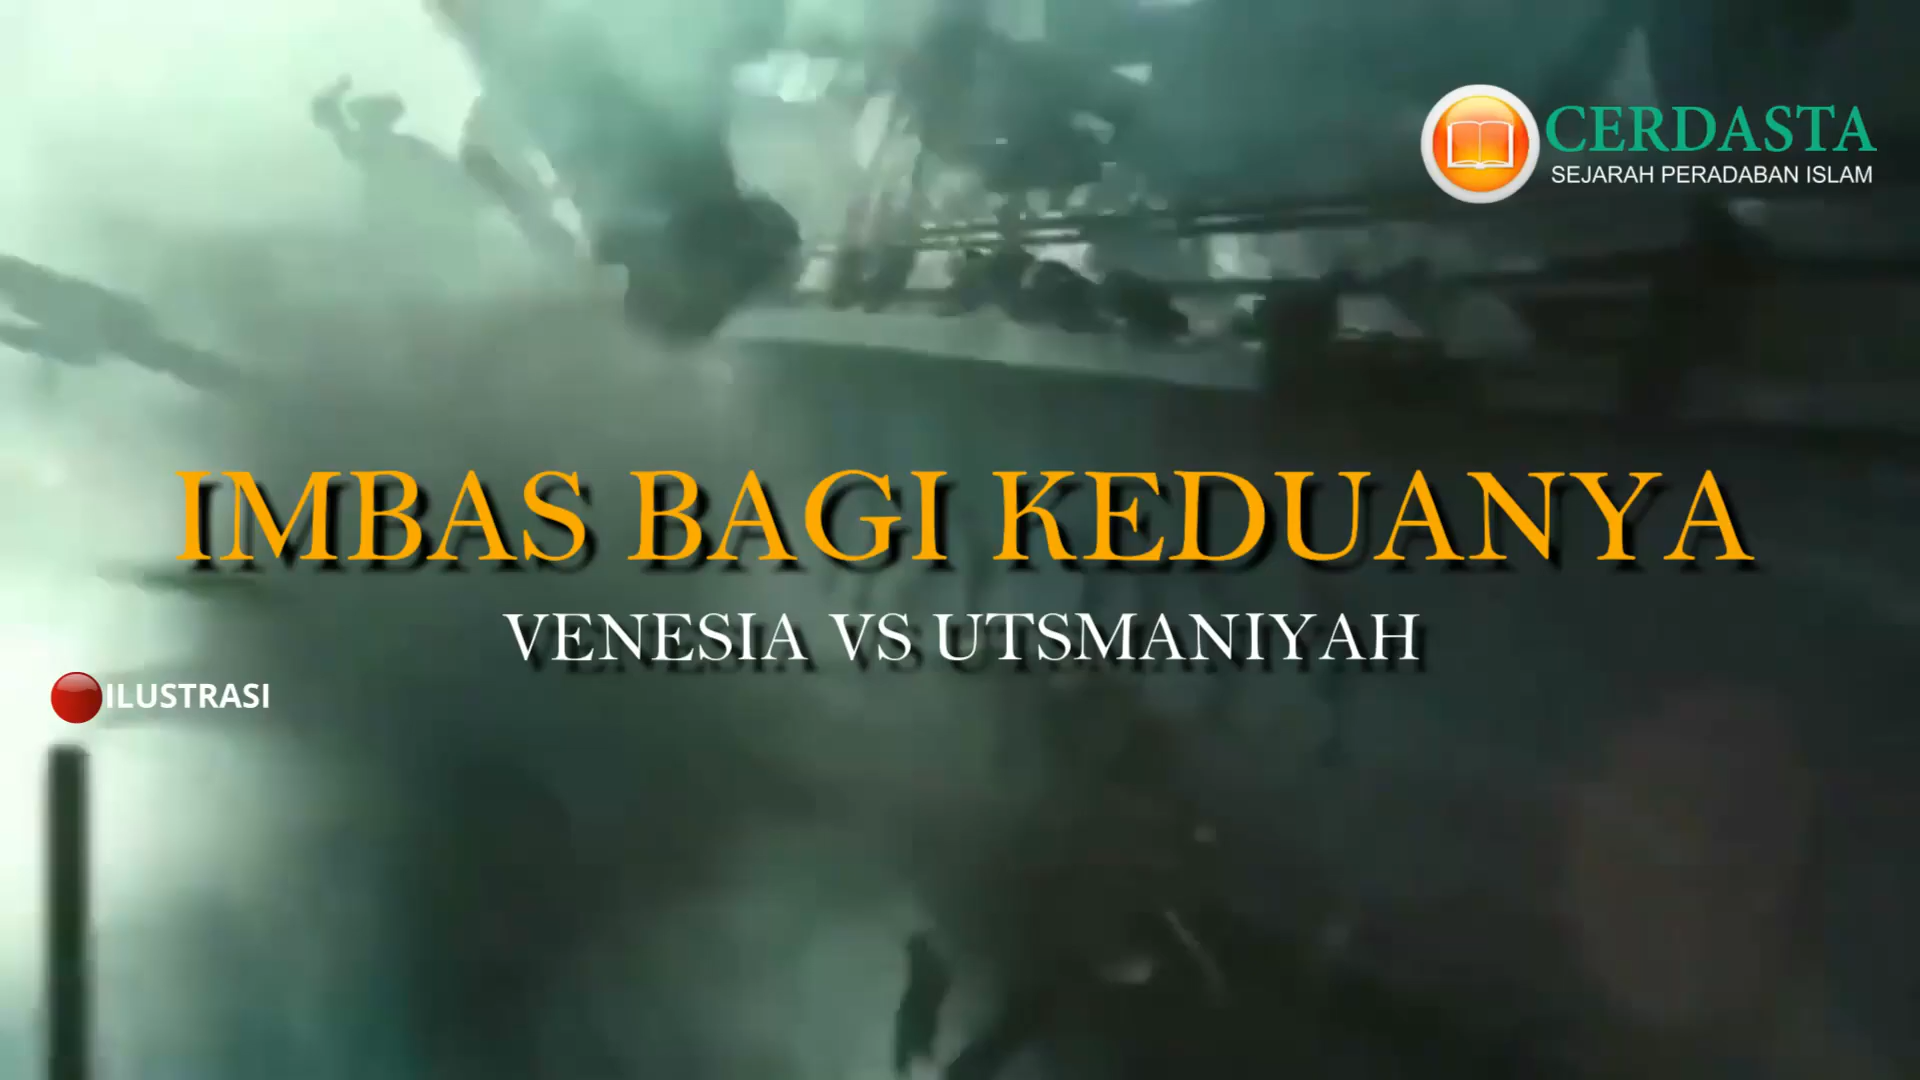 CERDASTA
SEJARAH PERADABAN ISLAM
IMBAS BAGI KEDUANYA
VENESIA VS UTSMANIYAH
ILUSTRASI